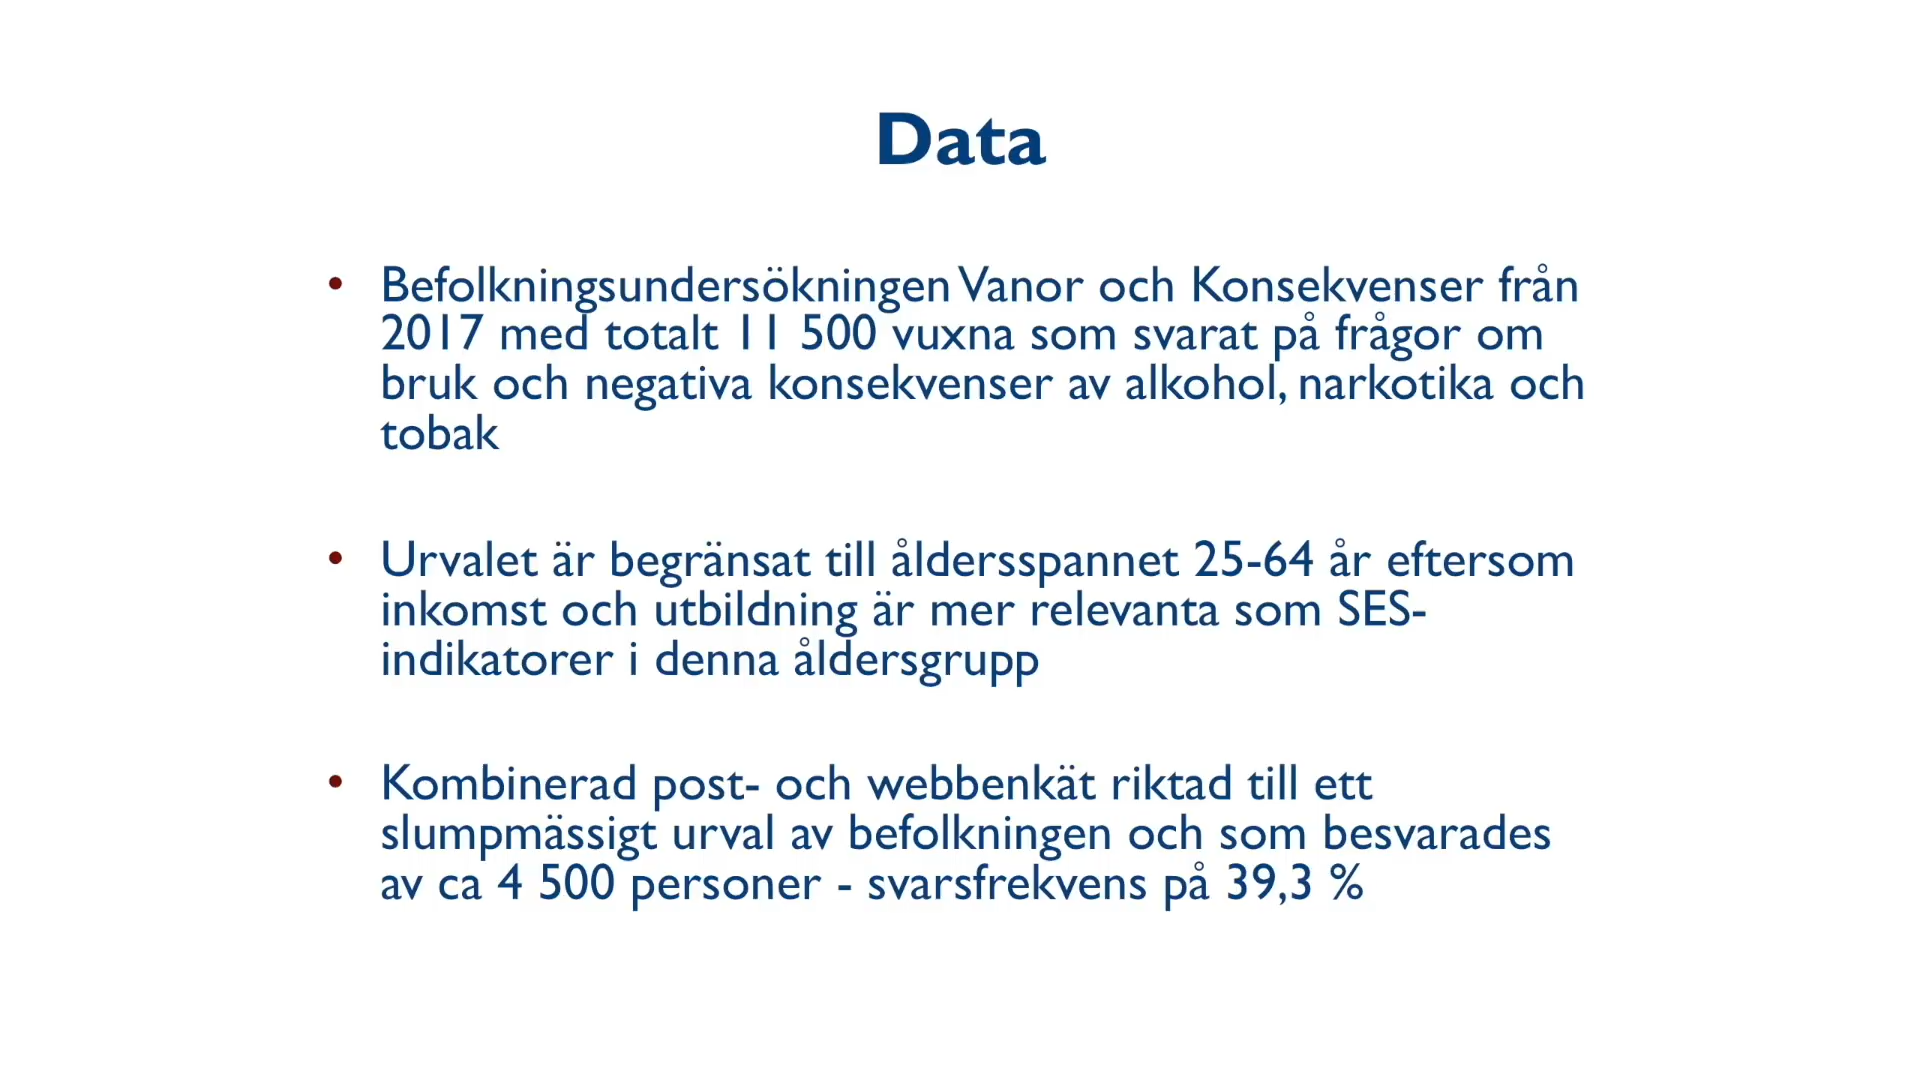 Data
• Befolkningsundersökningen Vanor och Konsekvenser från
2017 med totalt 11 500 vuxna som svarat på frågor om
bruk och negativa konsekvenser av alkohol, narkotika och
tobak
• Urvalet är begränsat till åldersspannet 25-64 år eftersom
inkomst och utbildning är mer relevanta som SES-
indikatorer i denna åldersgrupp
• Kombinerad post- och webbenkät riktad till ett
slumpmässigt urval av befolkningen och som besvarades
av ca 4 500 personer - svarsfrekvens på 39,3 %